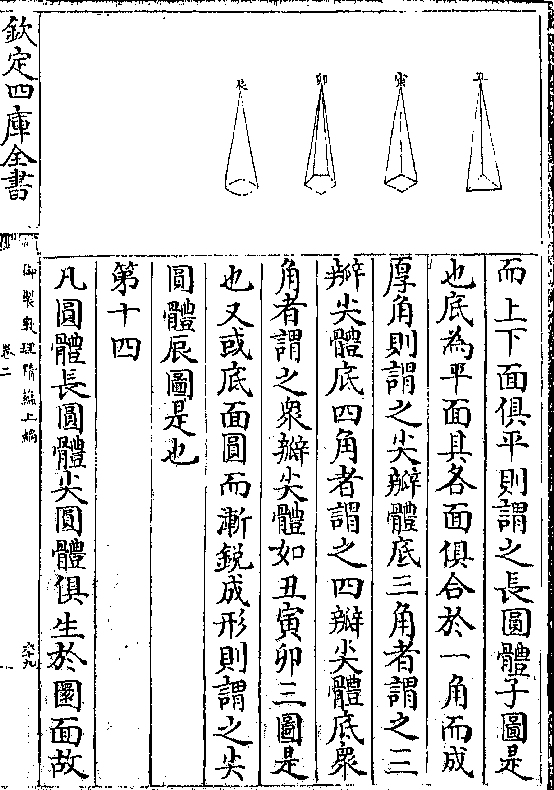 丑
寅
卯
辰
而上下面俱平則謂之長圓體子圖是
也底為平面其各面俱合於一角而成
厚角則謂之尖瓣體底三角者謂之三
瓣尖體底四角者謂之四瓣尖體底衆
角者謂之衆瓣尖體如丑寅卯三圖是
也又或底面圓而漸銳成形則謂之尖
圓體辰圖是也
第十四
凡圓體長圓體尖圓體俱生於圜面故
欽定四庫全書
御製數理精蘊上編
卷二